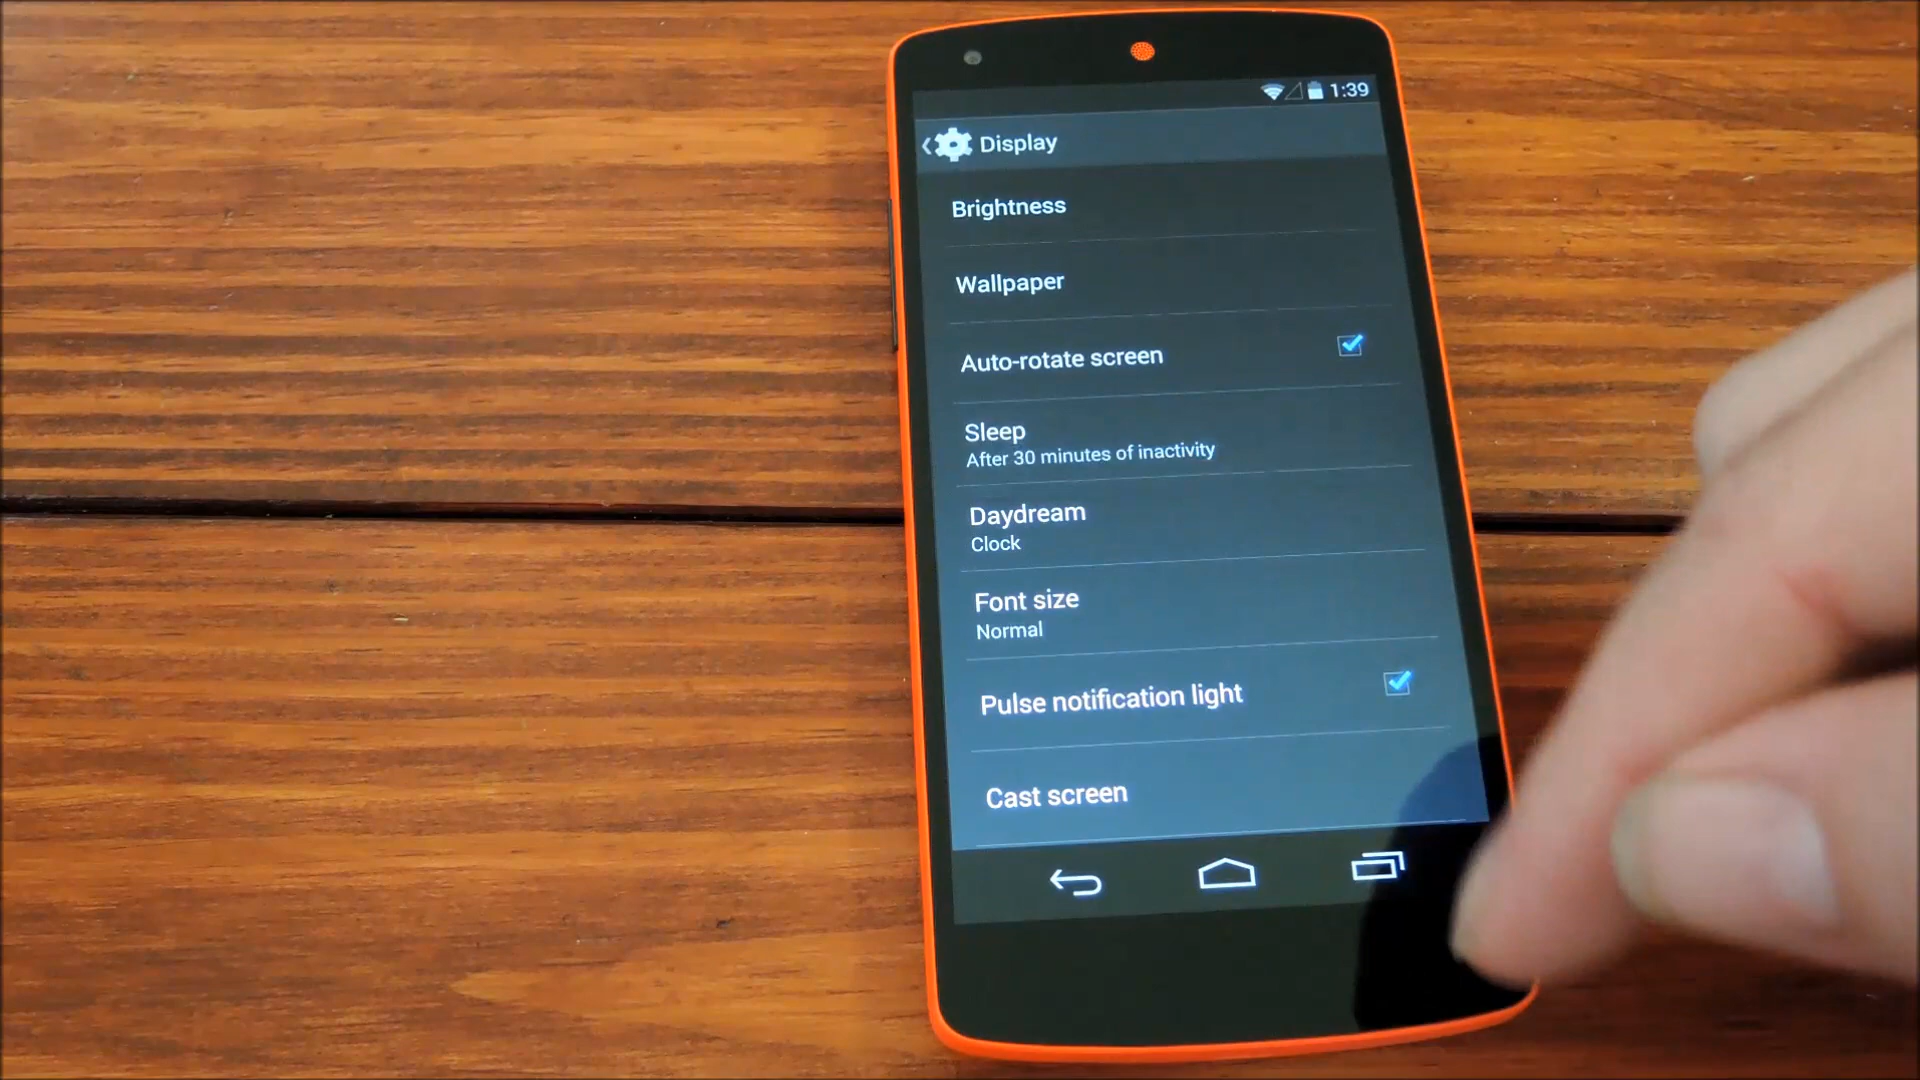 1:39
Display
Brightness
Wallpaper
Auto-rotate screen
Sleep
After 30 minutes of inactivity
Daydream
Clock
Font size
Normal
Pulse notification light
Cast screen